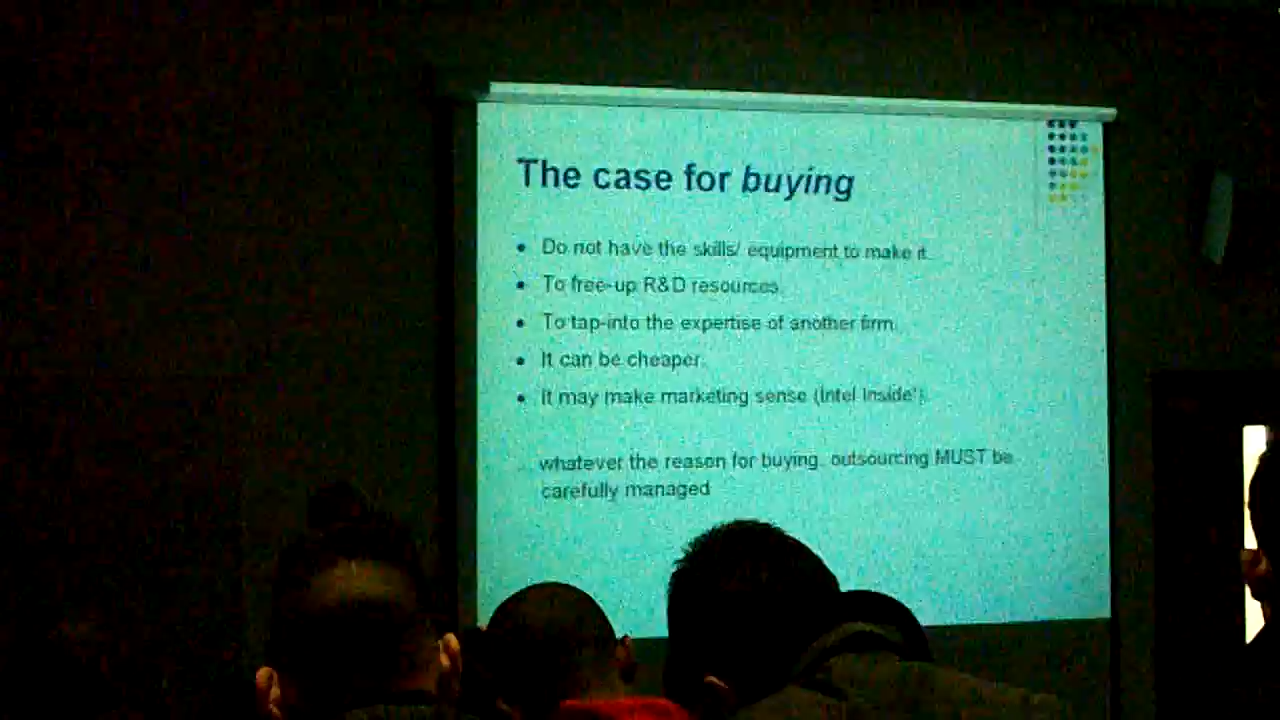 The case for buying
• Do not have the skills/ equipment to make it.
• To free-up R&D resources.
• To tap-into the expertise of another firm.
• It can be cheaper.
• It may make marketing sense (Intel Inside').
... whatever the reason for buying, outsourcing MUST be
carefully managed